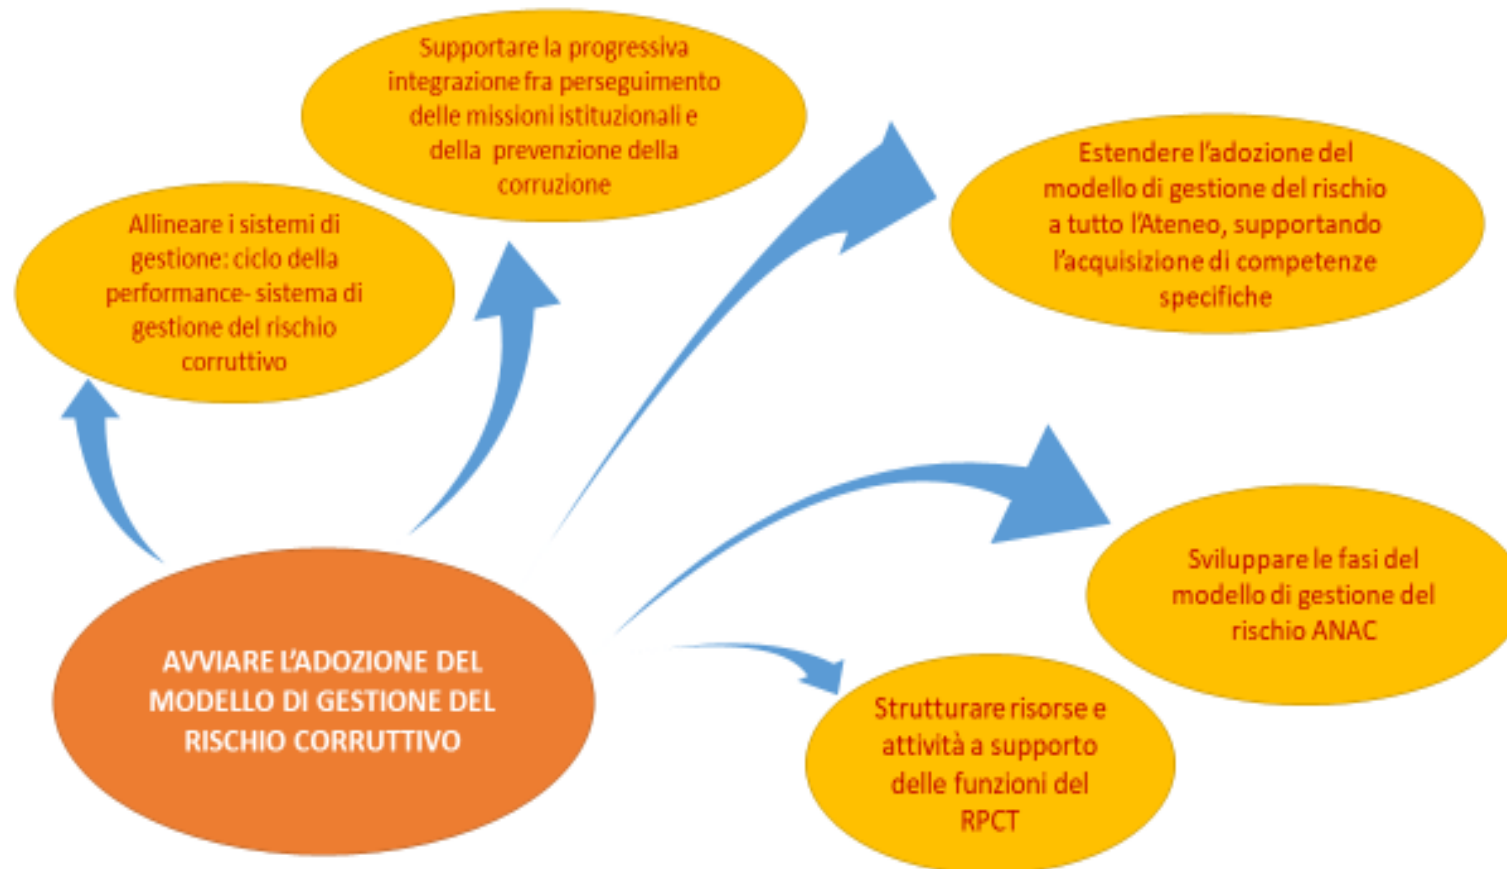 Supportare la progressiva
integrazione fra perseguimento
delle missioni istituzionali e
della prevenzione della
corruzione
Allineare i sistemi di
gestione: ciclo della
performance- sistema di
gestione del rischio
corruttivo
Estendere l'adozione del
modello di gestione del rischio
a tutto l'Ateneo, supportando
l'acquisizione di competenze
specifiche
Sviluppare le fasi del
modello di gestione del
rischio ANAC
Strutturare risorse e
attività a supporto
delle funzioni del
RPCT
AVVIARE L'ADOZIONE DEL
MODELLO DI GESTIONE DEL
RISCHIO CORRUTTIVO